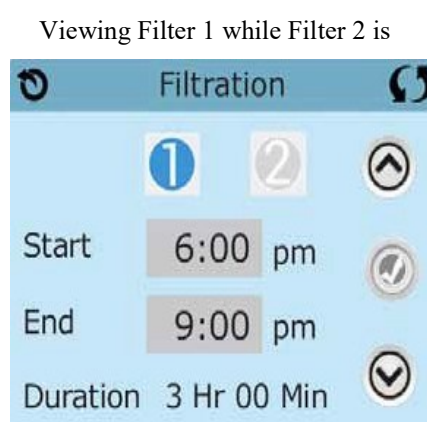 Viewing Filter 1 while Filter 2 is
Filtration
1 2
Start 6:00 pm
End 9:00 pm
Duration 3 Hr 00 Min